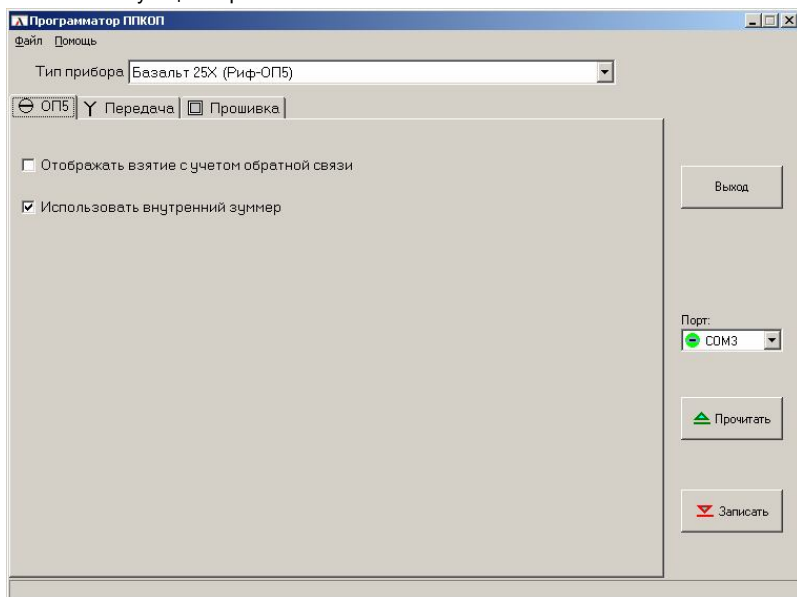 Программатор ППКОП
Файл Помощь
Тип прибора Базальт 25Х (Риф-ОП5)
ОП5 Передача Прошивка
Отображать взятие с учетом обратной связи
Использовать внутренний зуммер
Выход
Порт:
COM3
Прочитать
Записать